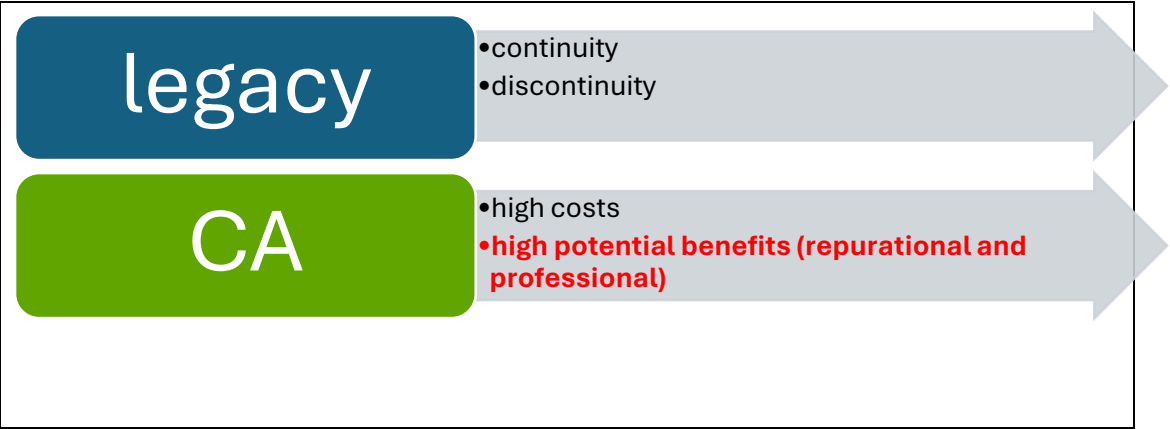 legacy
•continuity
•discontinuity
CA
•high costs
•high potential benefits (repurational and
professional)